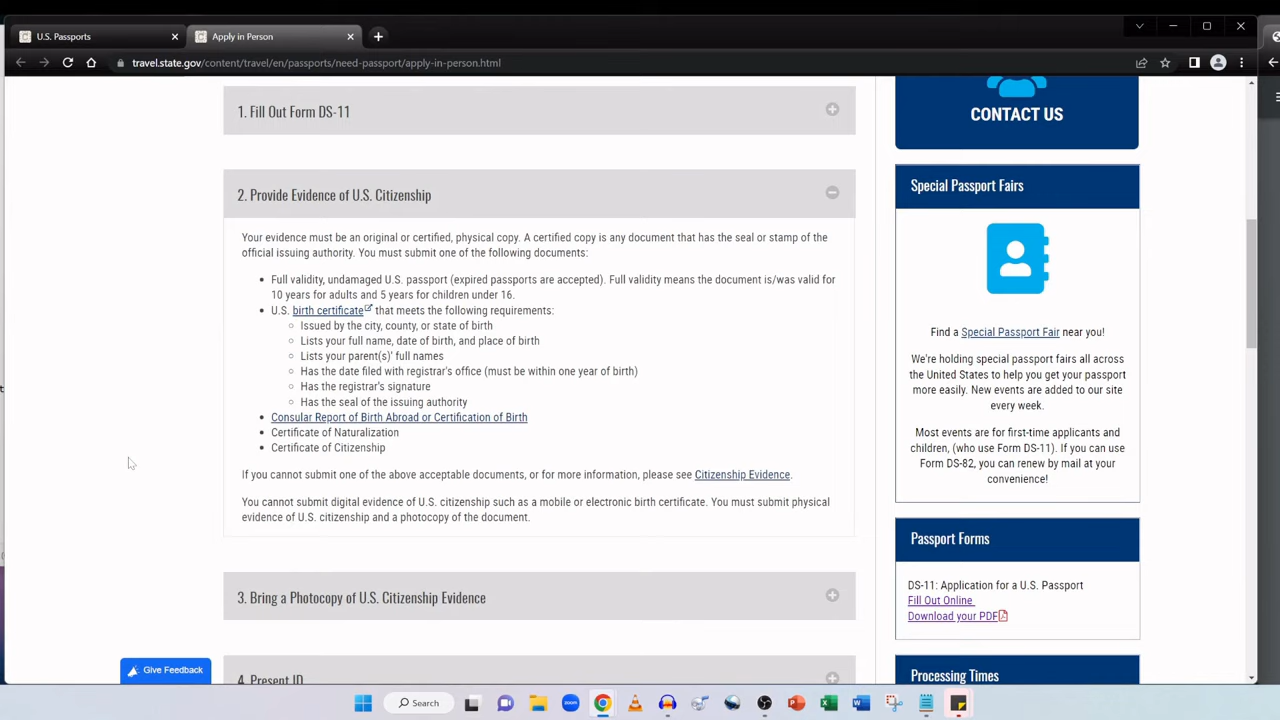 U.S. Passports
Apply in Person
travel.state.gov/content/travel/en/passports/need-passport/apply-in-person.html
1. Fill Out Form DS-11
2. Provide Evidence of U.S. Citizenship
Your evidence must be an original or certified, physical copy. A certified copy is any document that has the seal or stamp of the
official issuing authority. You must submit one of the following documents:
Full validity, undamaged U.S. passport (expired passports are accepted). Full validity means the document is/was valid for
10 years for adults and 5 years for children under 16.
U.S. birth certificate that meets the following requirements:
Issued by the city, county, or state of birth
Lists your full name, date of birth, and place of birth
Lists your parent(s)' full names
Has the date filed with registrar's office (must be within one year of birth)
Has the registrar's signature
Has the seal of the issuing authority
Consular Report of Birth Abroad or Certification of Birth
Certificate of Naturalization
Certificate of Citizenship
If you cannot submit one of the above acceptable documents, or for more information, please see Citizenship Evidence.
You cannot submit digital evidence of U.S. citizenship such as a mobile or electronic birth certificate. You must submit physical
evidence of U.S. citizenship and a photocopy of the document.
3. Bring a Photocopy of U.S. Citizenship Evidence
4. Present ID
Give Feedback
CONTACT US
Special Passport Fairs
Find a Special Passport Fair near you!
We're holding special passport fairs all across
the United States to help you get your passport
more easily. New events are added to our site
every week.
Most events are for first-time applicants and
children, (who use Form DS-11). If you can use
Form DS-82, you can renew by mail at your
convenience!
Passport Forms
DS-11: Application for a U.S. Passport
Fill Out Online
Download your PDF
Processing Times
Search
zoom